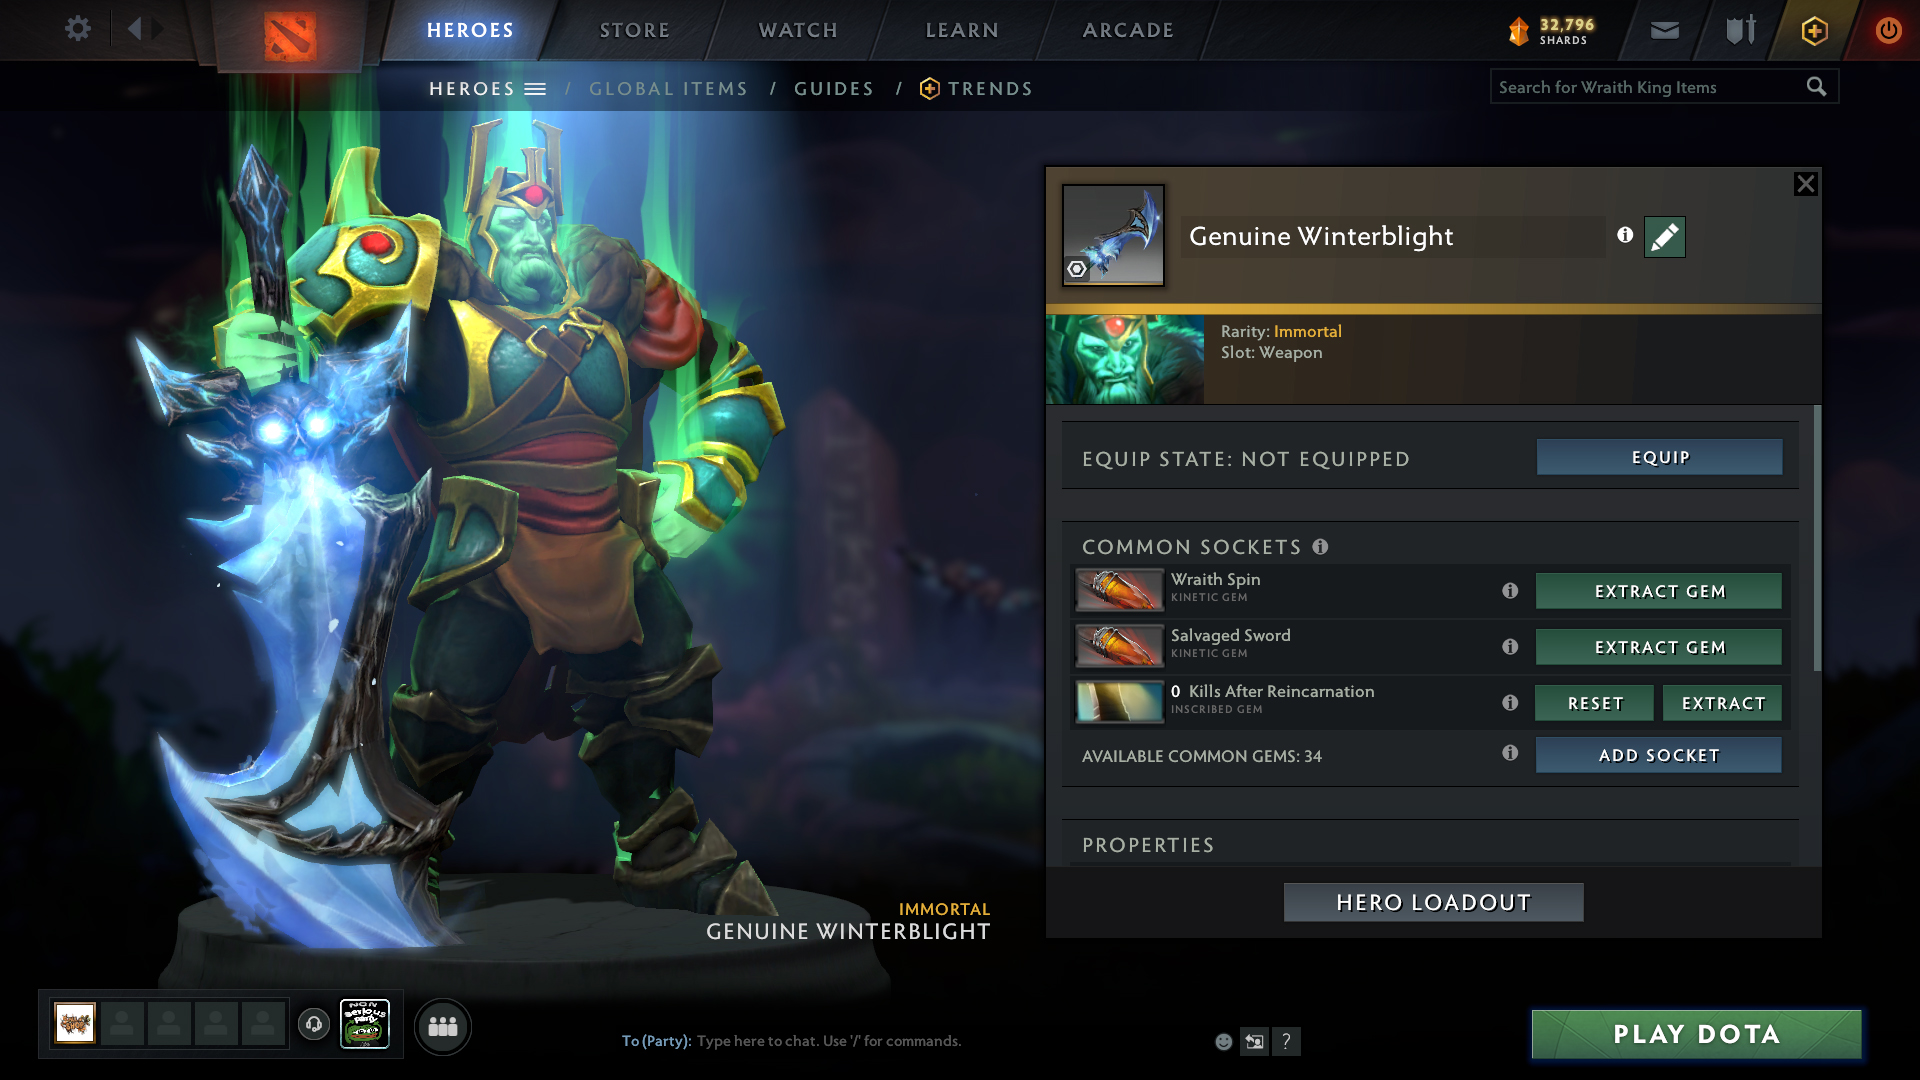 HEROES
STORE
WATCH
LEARN
ARCADE
32,796
SHARDS
HEROES / GLOBAL ITEMS / GUIDES / TRENDS
Search for Wraith King Items
Genuine Winterblight
Rarity: Immortal
Slot: Weapon
EQUIP STATE: NOT EQUIPPED
EQUIP
COMMON SOCKETS
Wraith Spin
KINETIC GEM
EXTRACT GEM
Salvaged Sword
KINETIC GEM
EXTRACT GEM
0 Kills After Reincarnation
INSCRIBED GEM
RESET
EXTRACT
AVAILABLE COMMON GEMS: 34
ADD SOCKET
PROPERTIES
HERO LOADOUT
IMMORTAL
GENUINE WINTERBLIGHT
NON
serious
party
To (Party): Type here to chat. Use '/' for commands.
?
PLAY DOTA